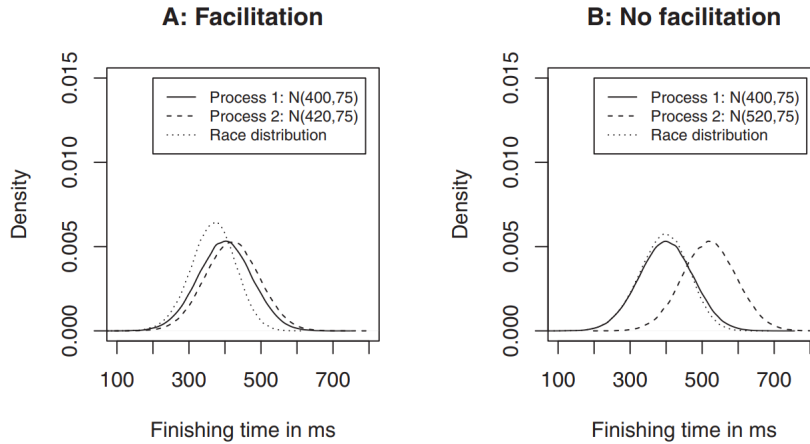 A: Facilitation
0.015
0.010
0.005
0.000
Density
Process 1: N(400,75)
Process 2: N(420,75)
Race distribution
100 300 500 700
Finishing time in ms
B: No facilitation
0.015
0.010
0.005
0.000
Density
Process 1: N(400,75)
Process 2: N(520,75)
Race distribution
100 300 500 700
Finishing time in ms